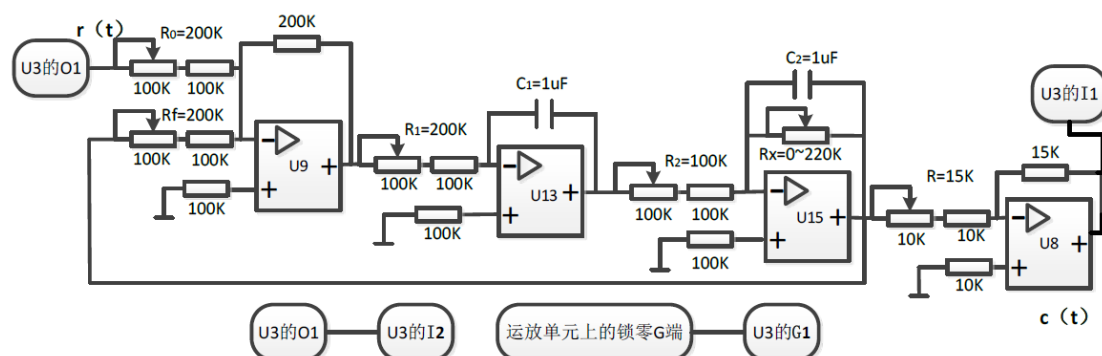 r（t）
U3的O1
R₀=200K
100K
100K
200K
Rf=200K
100K
100K
100K
−
+
+
U9
R₁=200K
100K
100K
C₁=1uF
100K
−
+
+
U13
R₂=100K
100K
100K
C₂=1uF
Rx=0~220K
100K
−
+
+
U15
R=15K
10K
10K
15K
10K
−
+
+
U8
U3的I1
c（t）
U3的O1
U3的I2
运放单元上的锁零G端
U3的G1